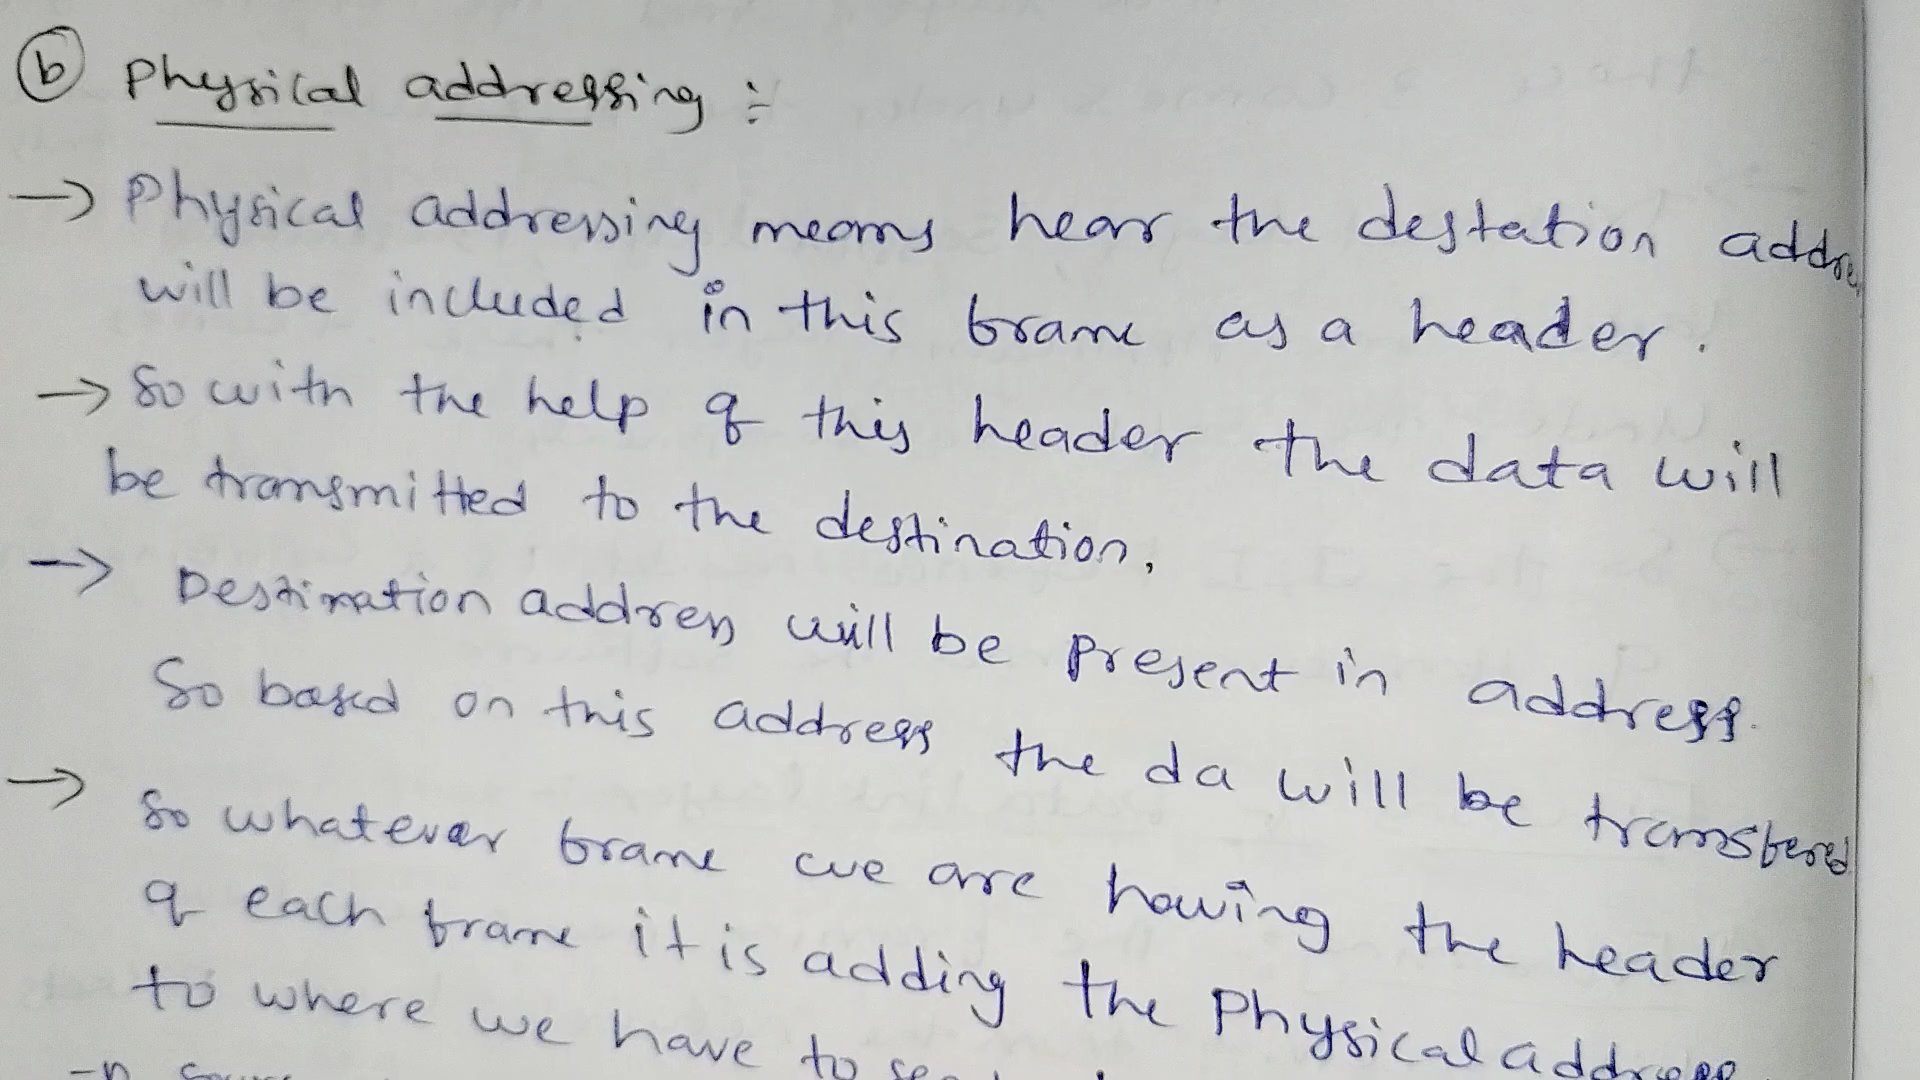 b Physical addressing :-
→ Physical addressing means hear the destation addre
will be included in this frame as a header.
→ So with the help of this header the data will
be transmitted to the destination,
→ Destination address will be present in address.
So based on this address the da will be transfered
→ So whatever frame we are having the header
of each frame it is adding the Physical address
to where we have to